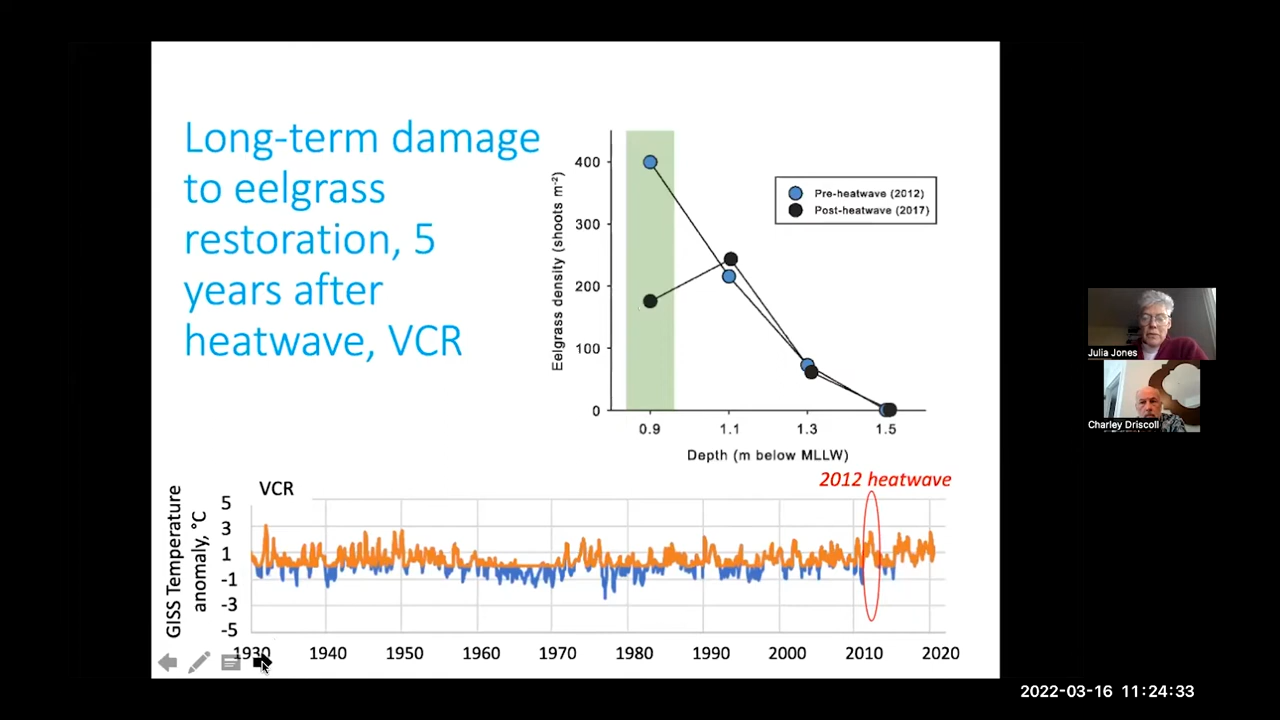 Long-term damage
to eelgrass
restoration, 5
years after
heatwave, VCR
Eelgrass density (shoots m⁻²)
400
300
200
100
0
0.9 1.1 1.3 1.5
Depth (m below MLLW)
Pre-heatwave (2012)
Post-heatwave (2017)
2012 heatwave
VCR
GISS Temperature
anomaly, °C
5
3
1
-1
-3
-5
1930 1940 1950 1960 1970 1980 1990 2000 2010 2020
Julia Jones
Charley Driscoll
2022-03-16 11:24:33